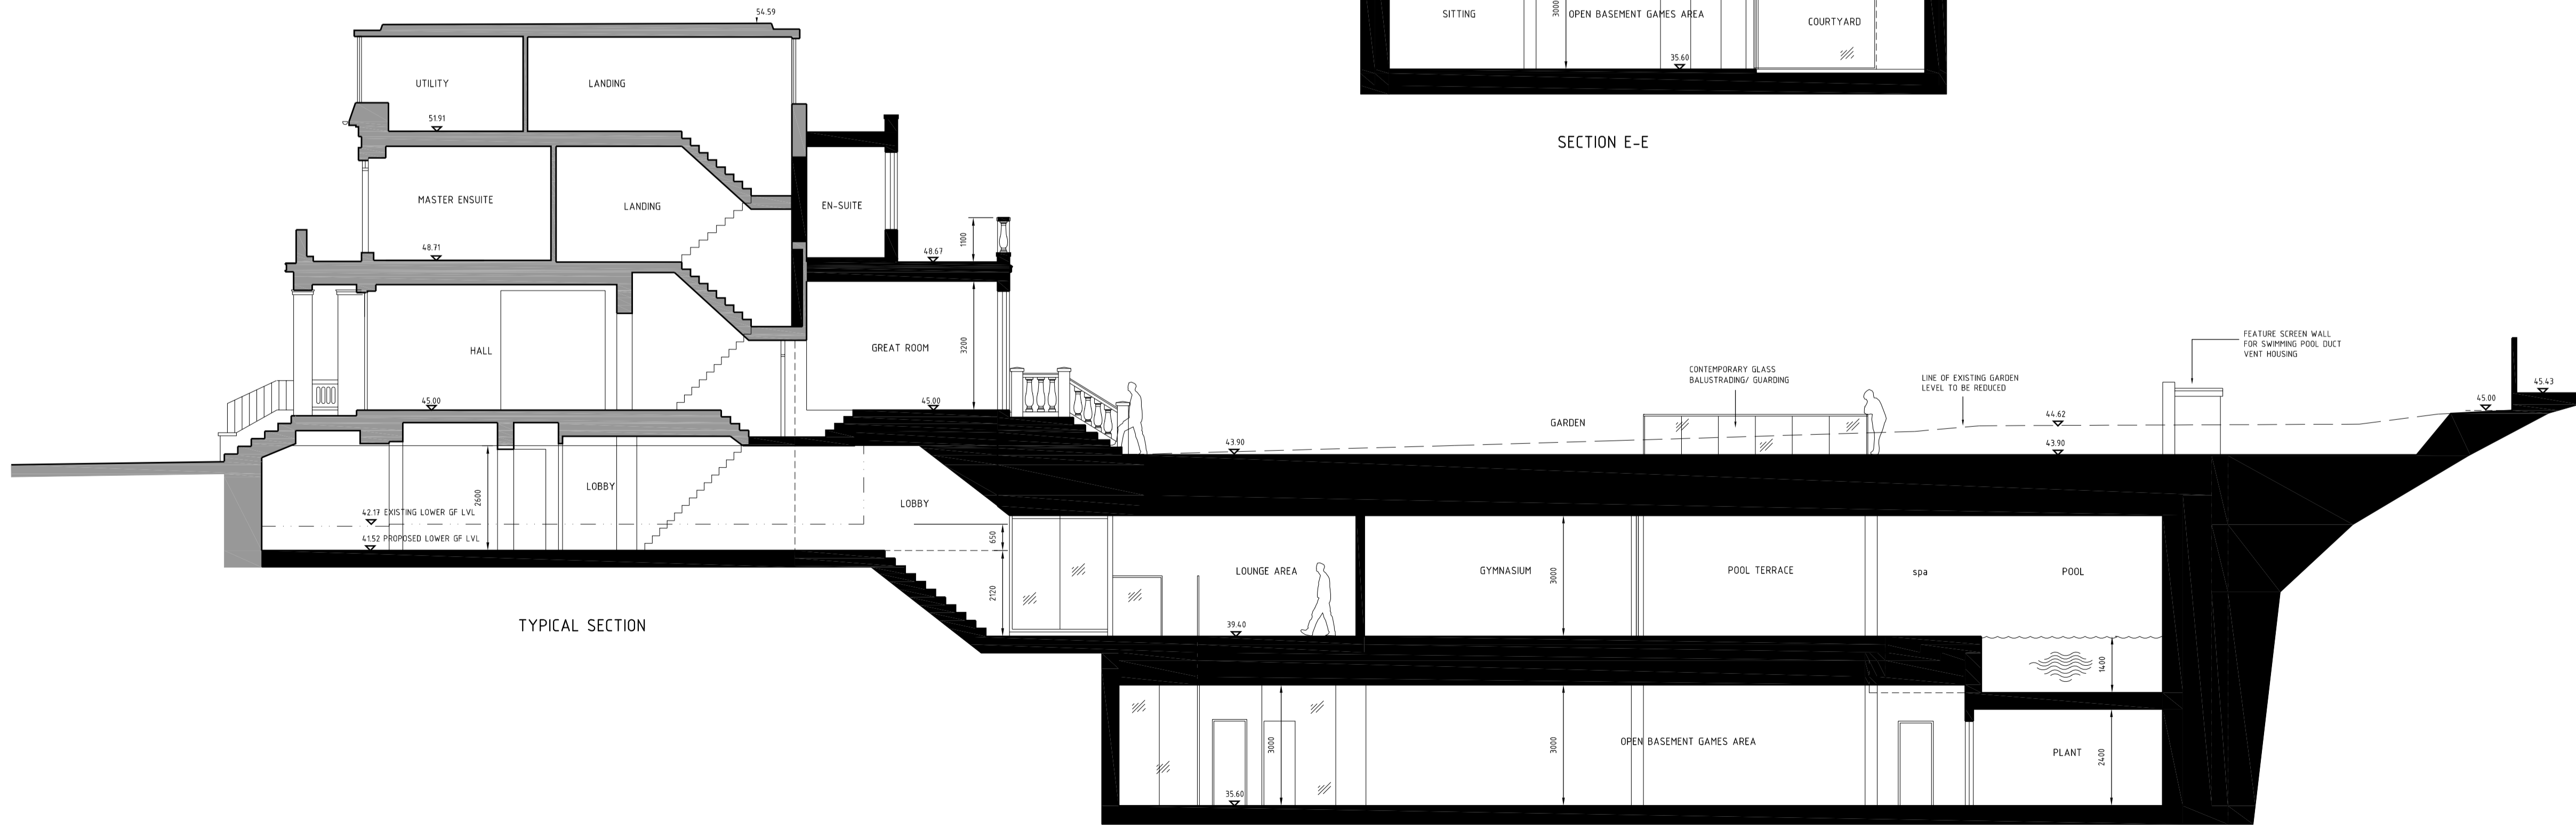 54.59
SITTING
3000
OPEN BASEMENT GAMES AREA
COURTYARD
35.60
SECTION E-E
UTILITY
LANDING
51.91
MASTER ENSUITE
LANDING
EN-SUITE
48.71
1100
48.67
HALL
GREAT ROOM
3200
45.00
45.00
FEATURE SCREEN WALL
FOR SWIMMING POOL DUCT
VENT HOUSING
CONTEMPORARY GLASS
BALUSTRADING/ GUARDING
LINE OF EXISTING GARDEN
LEVEL TO BE REDUCED
45.43
45.00
GARDEN
44.62
43.90
43.90
LOBBY
2600
LOBBY
42.17 EXISTING LOWER GF LVL
41.52 PROPOSED LOWER GF LVL
650
2120
LOUNGE AREA
GYMNASIUM
3000
POOL TERRACE
spa
POOL
TYPICAL SECTION
39.40
1400
3000
3000
OPEN BASEMENT GAMES AREA
PLANT
2400
35.60